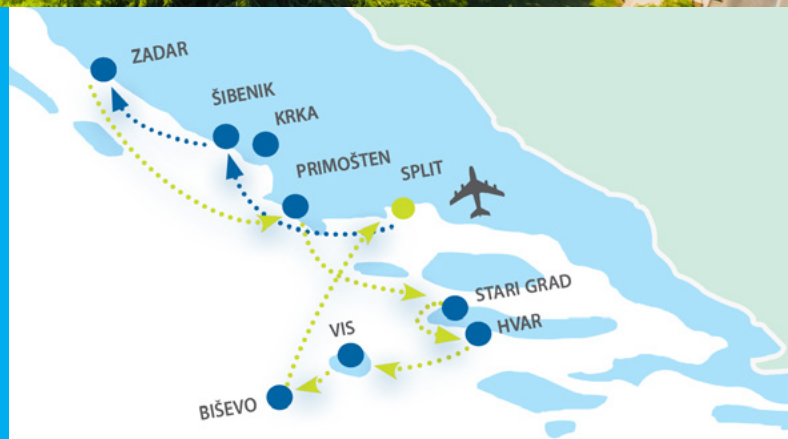 ZADAR
ŠIBENIK
KRKA
PRIMOŠTEN
SPLIT
STARI GRAD
HVAR
VIS
BIŠEVO